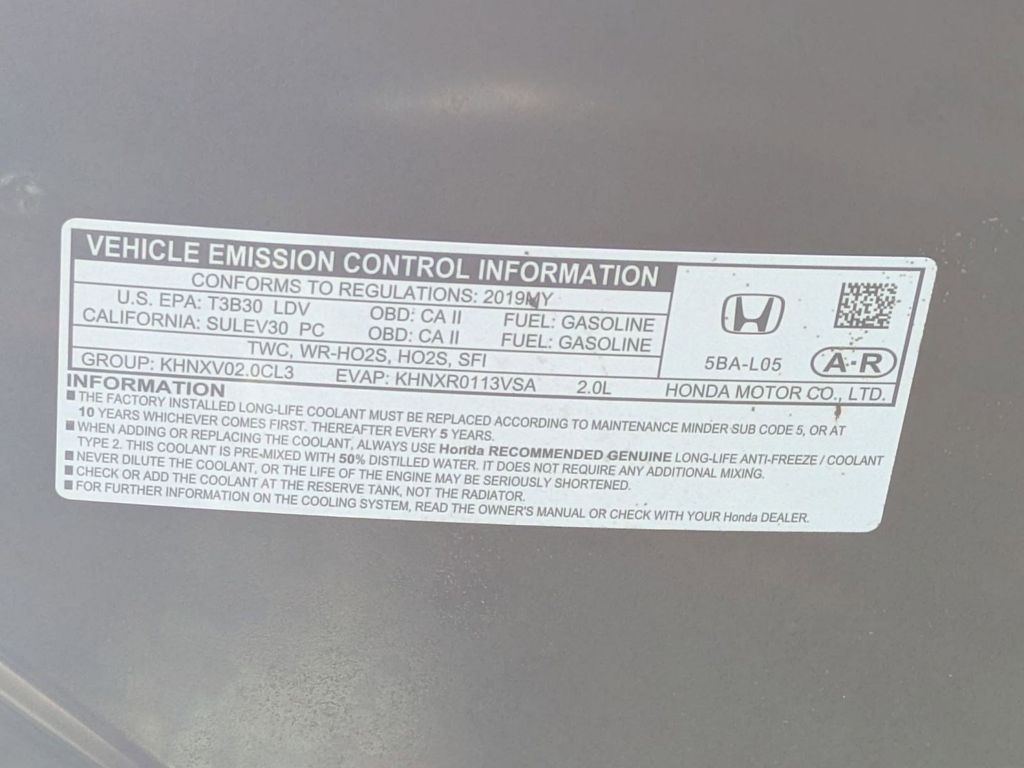 VEHICLE EMISSION CONTROL INFORMATION
CONFORMS TO REGULATIONS: 2019MY
U.S. EPA: T3B30 LDV OBD: CA II FUEL: GASOLINE
CALIFORNIA: SULEV30 PC OBD: CA II FUEL: GASOLINE
TWC, WR-HO2S, HO2S, SFI
5BA-L05 A-R
GROUP: KHNXV02.0CL3 EVAP: KHNXR0113VSA 2.0L HONDA MOTOR CO., LTD.
INFORMATION
■ THE FACTORY INSTALLED LONG-LIFE COOLANT MUST BE REPLACED ACCORDING TO MAINTENANCE MINDER SUB CODE 5, OR AT
10 YEARS WHICHEVER COMES FIRST. THEREAFTER EVERY 5 YEARS.
■ WHEN ADDING OR REPLACING THE COOLANT, ALWAYS USE Honda RECOMMENDED GENUINE LONG-LIFE ANTI-FREEZE / COOLANT
TYPE 2. THIS COOLANT IS PRE-MIXED WITH 50% DISTILLED WATER. IT DOES NOT REQUIRE ANY ADDITIONAL MIXING.
■ NEVER DILUTE THE COOLANT, OR THE LIFE OF THE ENGINE MAY BE SERIOUSLY SHORTENED.
■ CHECK OR ADD THE COOLANT AT THE RESERVE TANK, NOT THE RADIATOR.
■ FOR FURTHER INFORMATION ON THE COOLING SYSTEM, READ THE OWNER'S MANUAL OR CHECK WITH YOUR Honda DEALER.